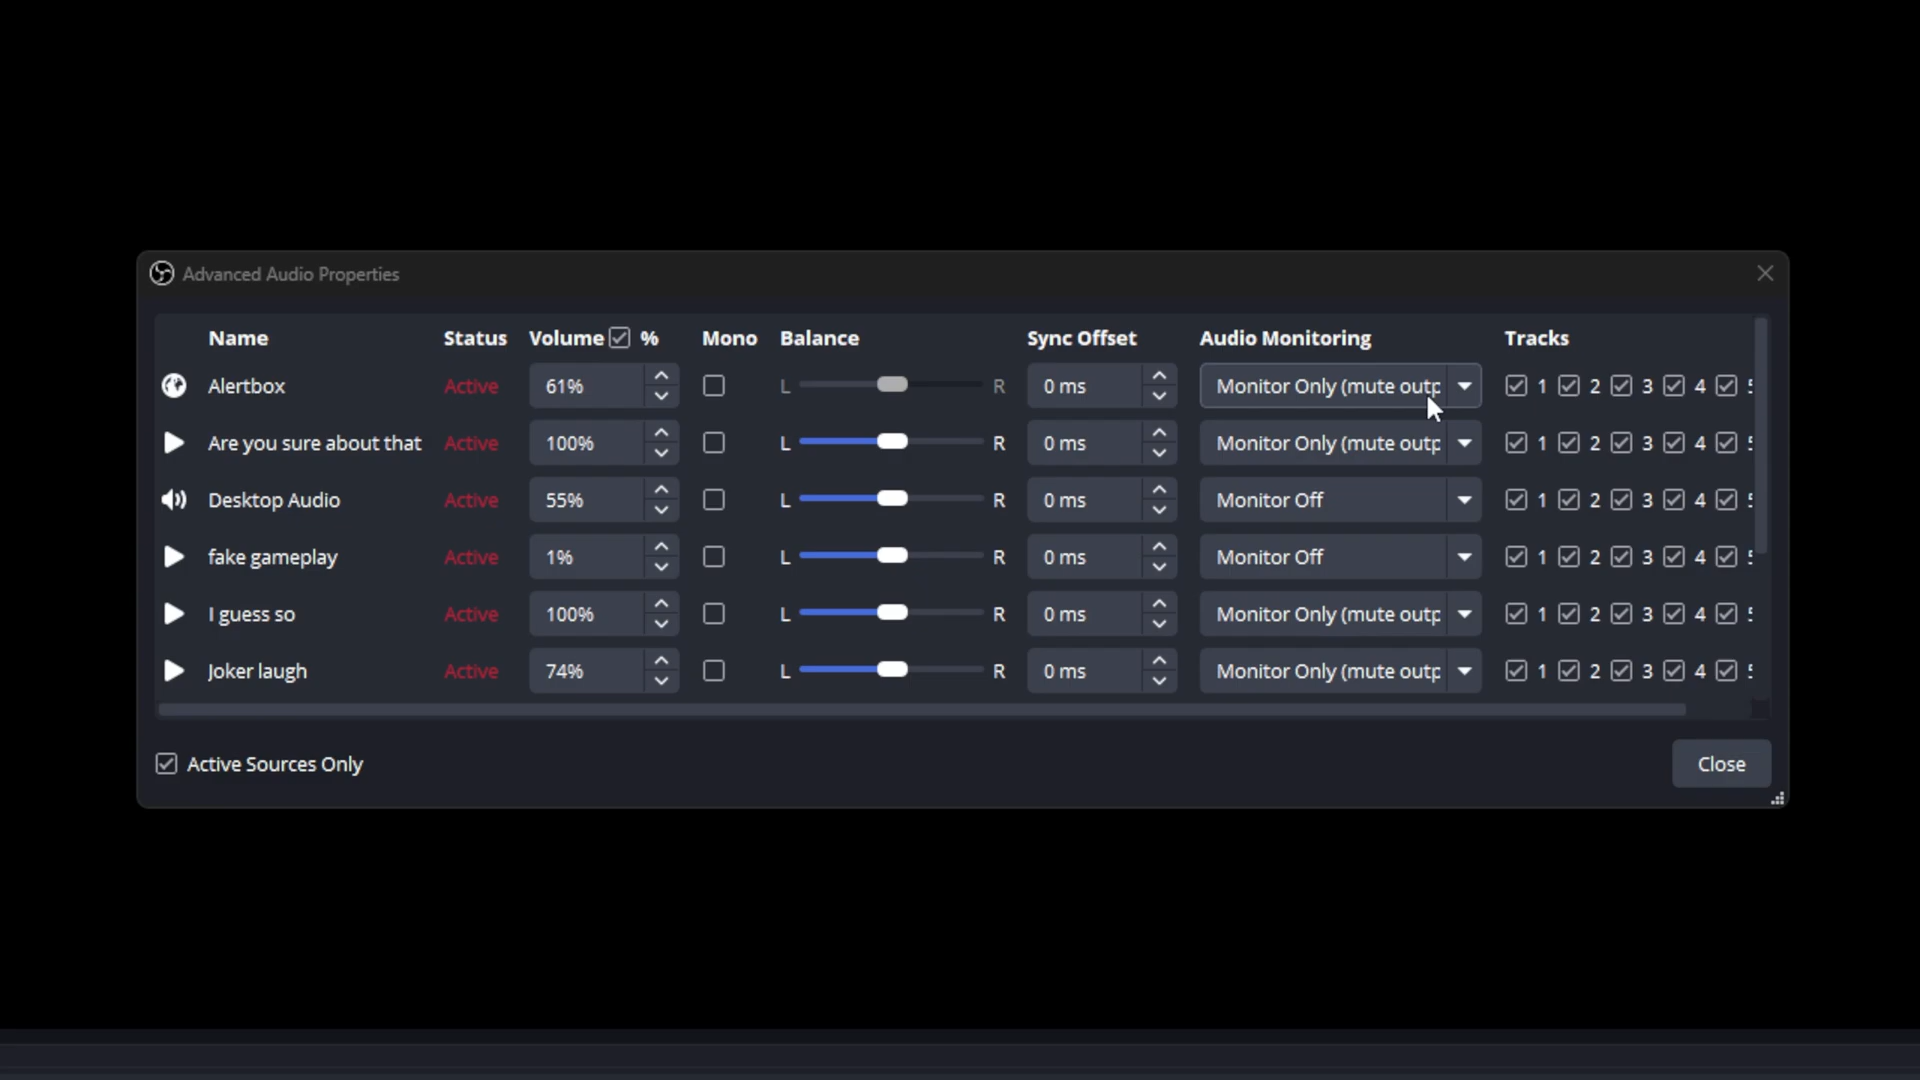 Advanced Audio Properties
Name Status Volume % Mono Balance Sync Offset Audio Monitoring Tracks
Alertbox Active 61% L R 0 ms Monitor Only (mute outp 1 2 3 4
Are you sure about that Active 100% L R 0 ms Monitor Only (mute outp 1 2 3 4
Desktop Audio Active 55% L R 0 ms Monitor Off 1 2 3 4
fake gameplay Active 1% L R 0 ms Monitor Off 1 2 3 4
I guess so Active 100% L R 0 ms Monitor Only (mute outp 1 2 3 4
Joker laugh Active 74% L R 0 ms Monitor Only (mute outp 1 2 3 4
Active Sources Only Close